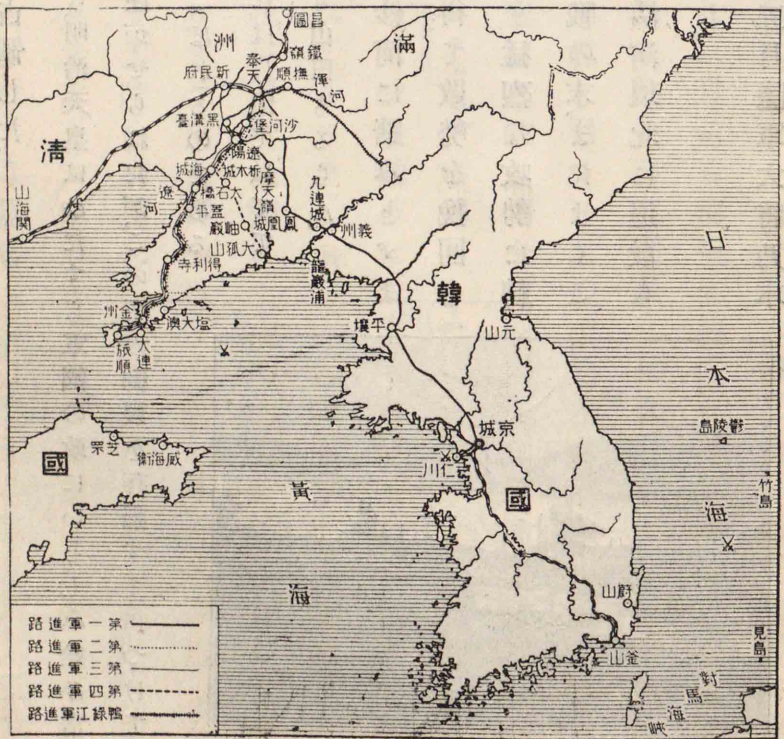 滿
洲
清
國
韓
國
日
本
海
黃
海
昌圖
鐵嶺
撫順
渾河
奉天
新民府
黑溝臺
沙河堡
遼陽
析木城
海城
大石橋
蓋平
遼河
摩天嶺
鳳凰城
九連城
義州
岫巖
大孤山
龍巖浦
得利寺
塩大澳
金州
大連
旅順
山海關
芝罘
威海衛
平壤
元山
京城
仁川
欝陵島
竹島
蔚山
釜山
見島
對馬海峽
第一軍進路
第二軍進路
第三軍進路
第四軍進路
鴨綠江軍進路